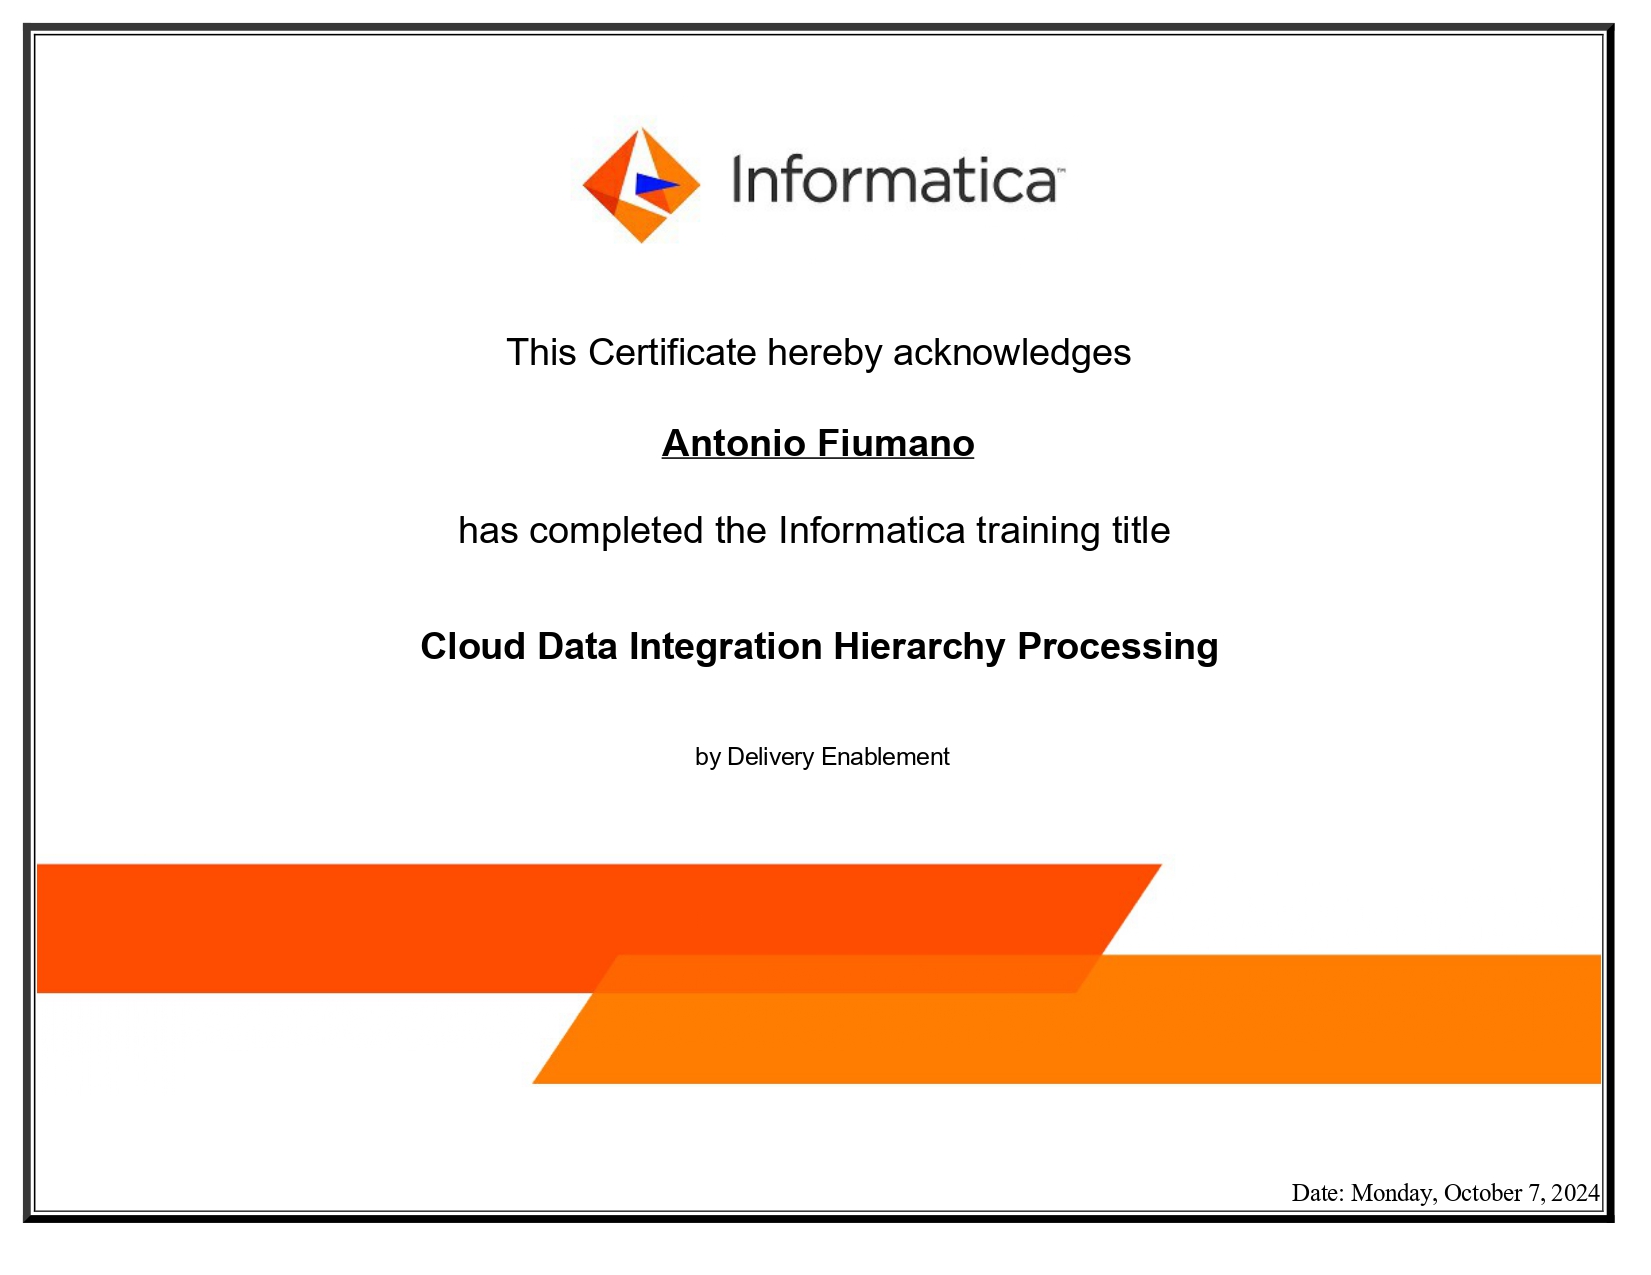 Informatica™
This Certificate hereby acknowledges
Antonio Fiumano
has completed the Informatica training title
Cloud Data Integration Hierarchy Processing
by Delivery Enablement
Date: Monday, October 7, 2024